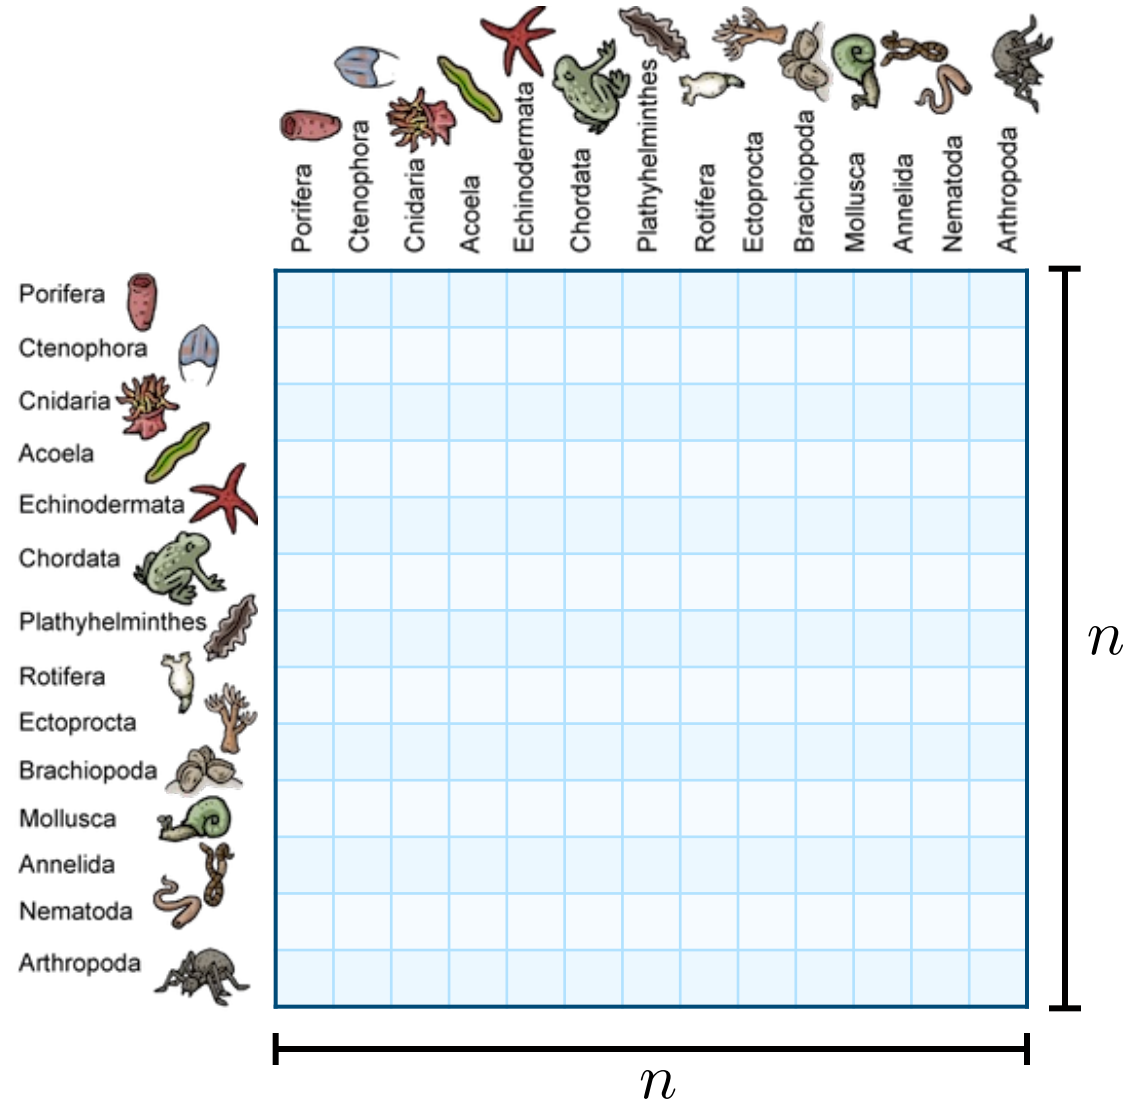 Porifera
Ctenophora
Cnidaria
Acoela
Echinodermata
Chordata
Plathyhelminthes
Rotifera
Ectoprocta
Brachiopoda
Mollusca
Annelida
Nematoda
Arthropoda
Porifera
Ctenophora
Cnidaria
Acoela
Echinodermata
Chordata
Plathyhelminthes
Rotifera
Ectoprocta
Brachiopoda
Mollusca
Annelida
Nematoda
Arthropoda
n
n